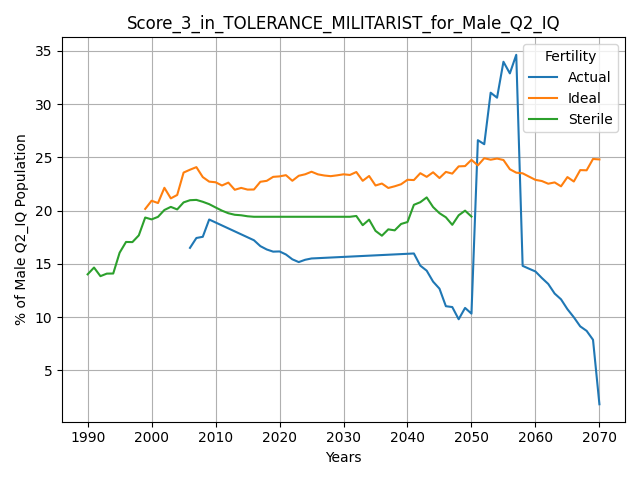 Score_3_in_TOLERANCE_MILITARIST_for_Male_Q2_IQ
Fertility
Actual
Ideal
Sterile
% of Male Q2_IQ Population
35
30
25
20
15
10
5
1990 2000 2010 2020 2030 2040 2050 2060 2070
Years